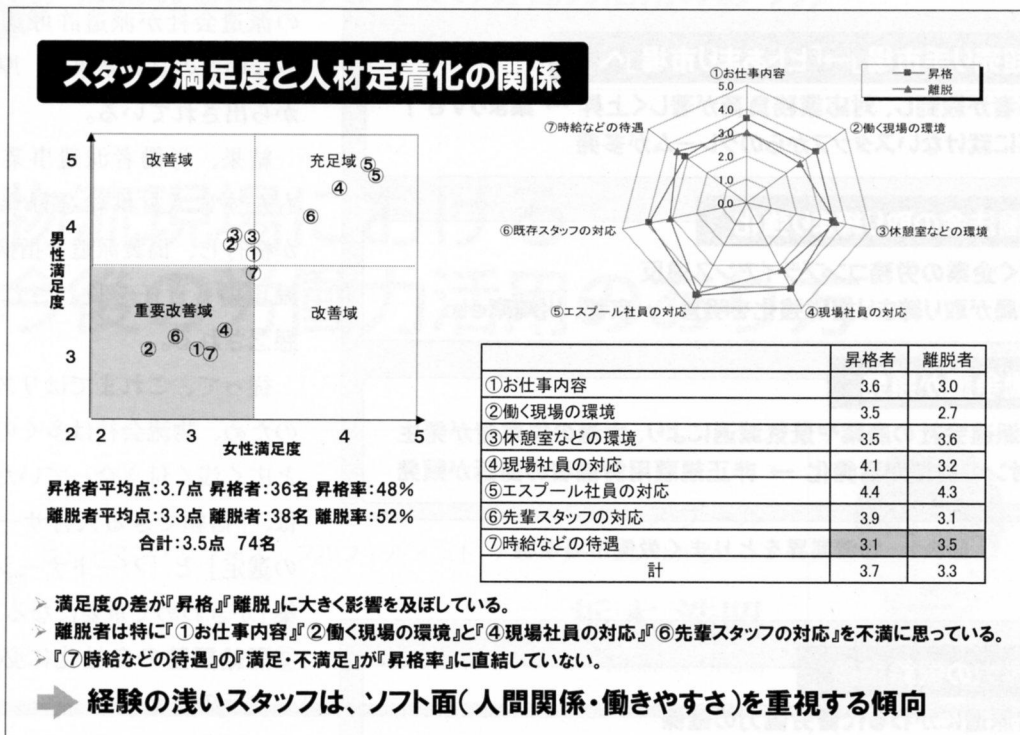 スタッフ満足度と人材定着化の関係
改善域
充足域
重要改善域
改善域
男性満足度
5
4
3
2
2
3
4
5
女性満足度
⑤
⑤
④
⑥
③
②
③
①
⑦
④
⑥
②
①
⑦
昇格者平均点:3.7点 昇格者:36名 昇格率:48%
離脱者平均点:3.3点 離脱者:38名 離脱率:52%
合計:3.5点 74名
昇格
離脱
①お仕事内容
②働く現場の環境
③休憩室などの環境
④現場社員の対応
⑤エスプール社員の対応
⑥既存スタッフの対応
⑦時給などの待遇
5.0
4.0
3.0
2.0
1.0
0.0
昇格者 離脱者
①お仕事内容 3.6 3.0
②働く現場の環境 3.5 2.7
③休憩室などの環境 3.5 3.6
④現場社員の対応 4.1 3.2
⑤エスプール社員の対応 4.4 4.3
⑥先輩スタッフの対応 3.9 3.1
⑦時給などの待遇 3.1 3.5
計 3.7 3.3
➢ 満足度の差が『昇格』『離脱』に大きく影響を及ぼしている。
➢ 離脱者は特に『①お仕事内容』『②働く現場の環境』と『④現場社員の対応』『⑥先輩スタッフの対応』を不満に思っている。
➢ 『⑦時給などの待遇』の『満足・不満足』が『昇格率』に直結していない。
経験の浅いスタッフは、ソフト面(人間関係・働きやすさ)を重視する傾向